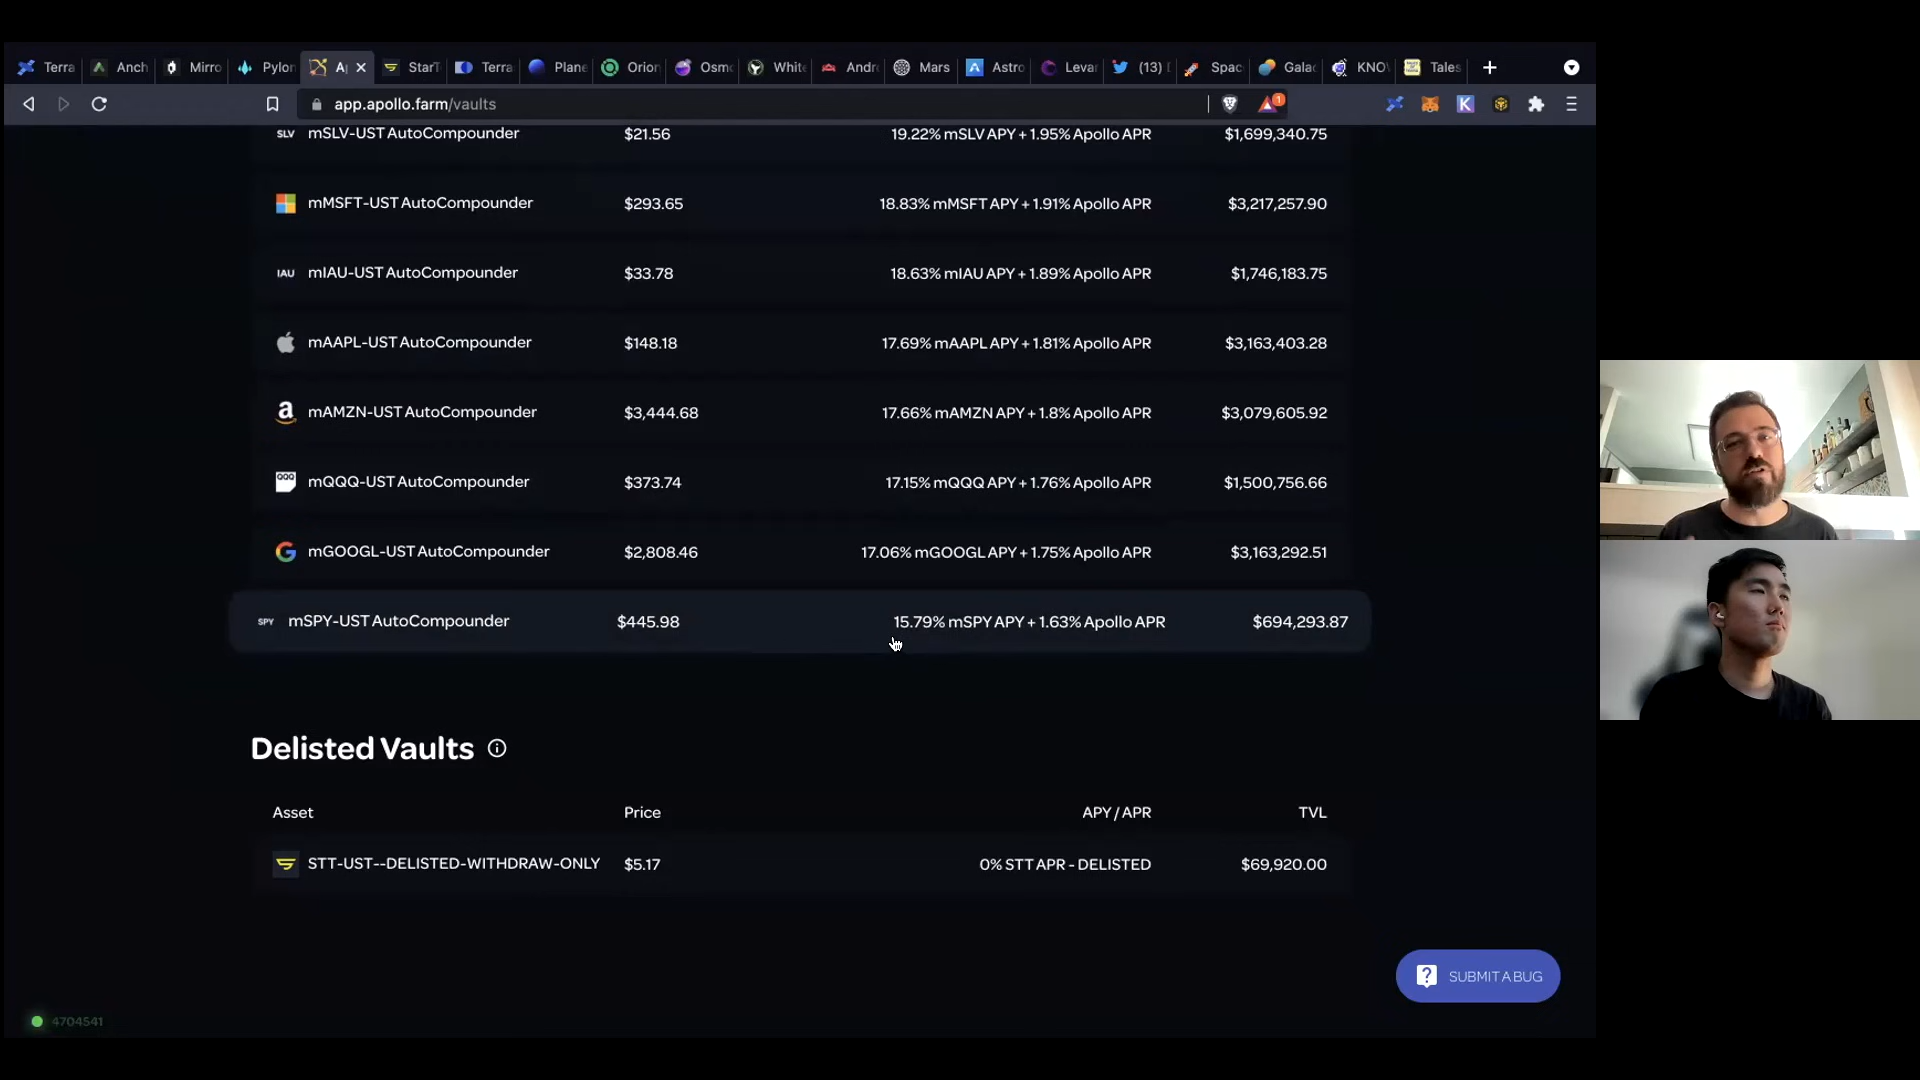 Terra Anch Mirro Pylon A StarT Terra Plane Orion Osmo White Andro Mars Astro Levan (13) Spac Galac KNOW Tales
app.apollo.farm/vaults 1
SLV mSLV-UST AutoCompounder $21.56 19.22% mSLV APY + 1.95% Apollo APR $1,699,340.75
mMSFT-UST AutoCompounder $293.65 18.83% mMSFT APY + 1.91% Apollo APR $3,217,257.90
IAU mIAU-UST AutoCompounder $33.78 18.63% mIAU APY + 1.89% Apollo APR $1,746,183.75
mAAPL-UST AutoCompounder $148.18 17.69% mAAPL APY + 1.81% Apollo APR $3,163,403.28
mAMZN-UST AutoCompounder $3,444.68 17.66% mAMZN APY + 1.8% Apollo APR $3,079,605.92
QQQ mQQQ-UST AutoCompounder $373.74 17.15% mQQQ APY + 1.76% Apollo APR $1,500,756.66
mGOOGL-UST AutoCompounder $2,808.46 17.06% mGOOGL APY + 1.75% Apollo APR $3,163,292.51
SPY mSPY-UST AutoCompounder $445.98 15.79% mSPY APY + 1.63% Apollo APR $694,293.87
Delisted Vaults
Asset Price APY / APR TVL
STT-UST--DELISTED-WITHDRAW-ONLY $5.17 0% STT APR - DELISTED $69,920.00
SUBMIT A BUG
4704541